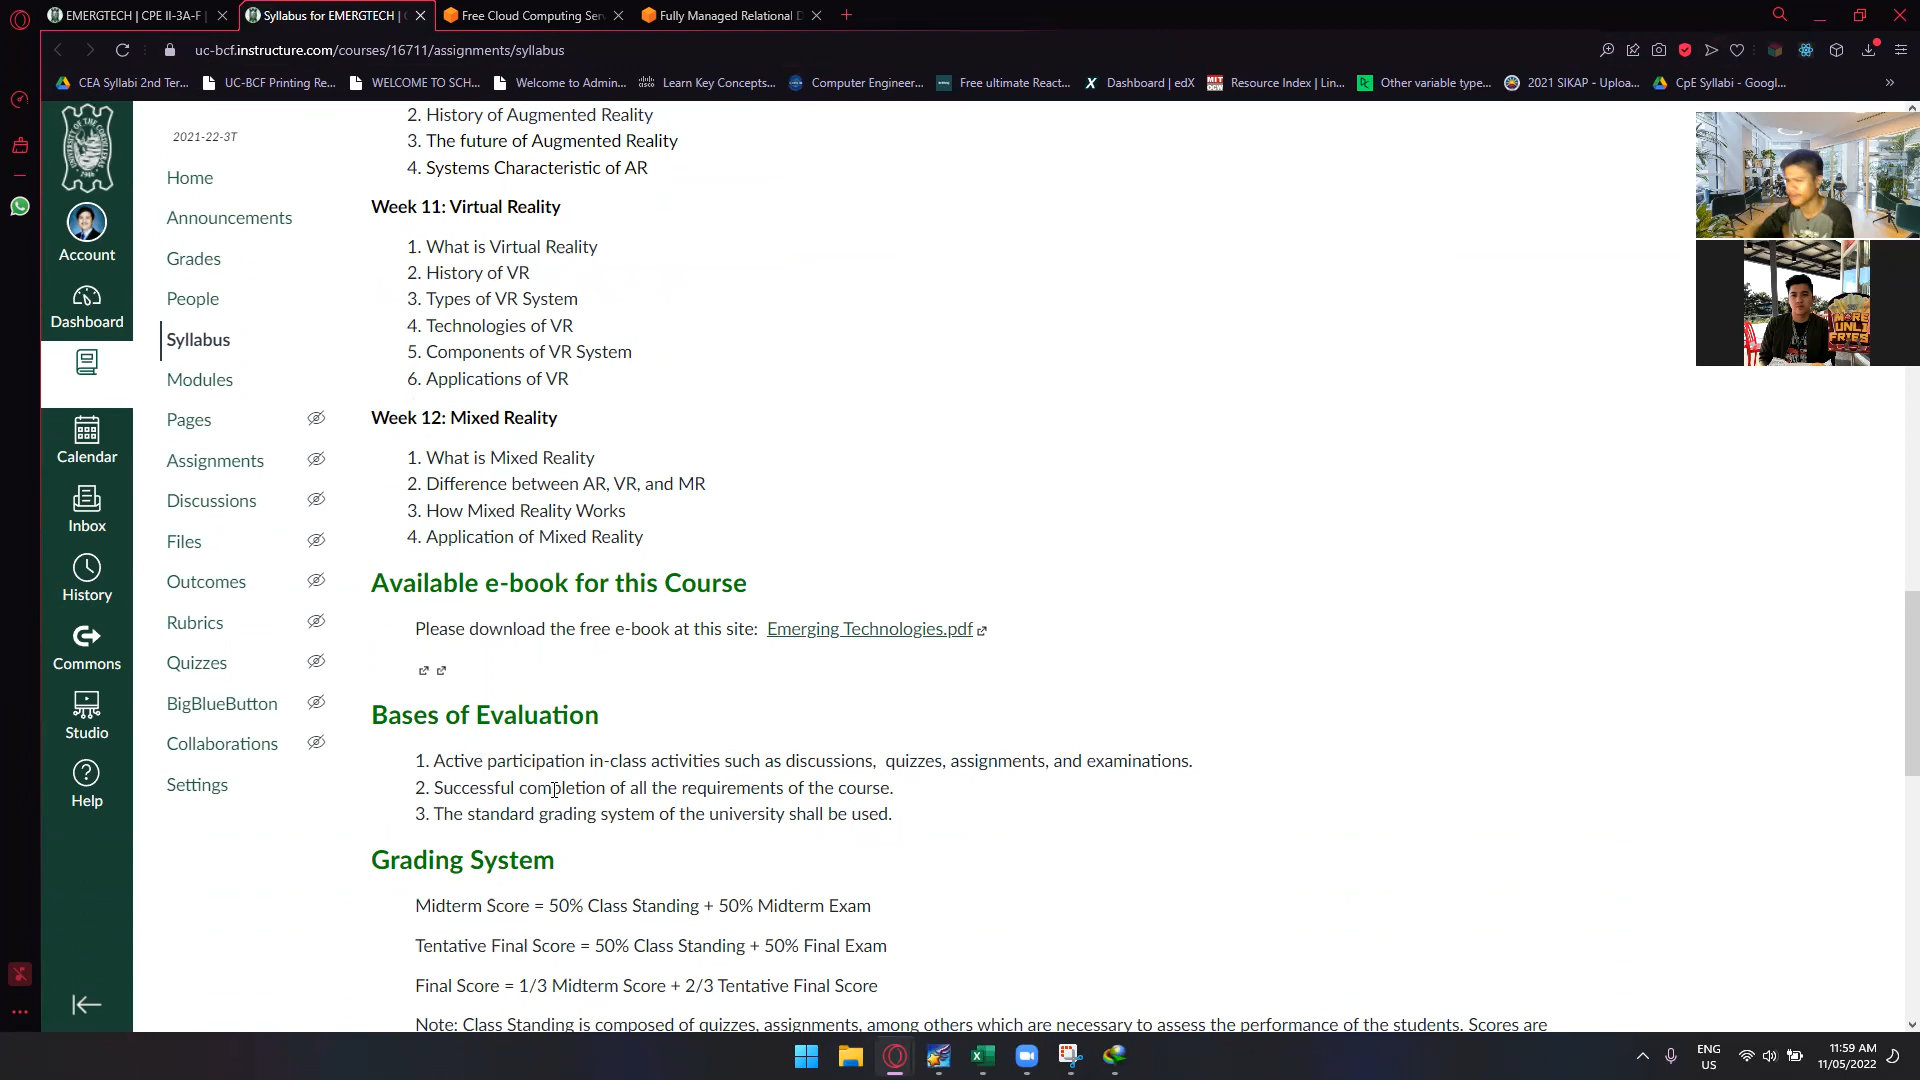 EMERGTECH | CPE II-3A-F |
Syllabus for EMERGTECH | 
Free Cloud Computing Ser
Fully Managed Relational D
uc-bcf.instructure.com/courses/16711/assignments/syllabus
CEA Syllabi 2nd Ter...
UC-BCF Printing Re...
WELCOME TO SCH...
Welcome to Admin...
Learn Key Concepts...
Computer Engineer...
Free ultimate React...
Dashboard | edX
Resource Index | Lin...
Other variable type...
2021 SIKAP - Uploa...
CpE Syllabi - Googl...
Account
Dashboard
Calendar
Inbox
History
Commons
Studio
Help
2021-22-3T
Home
Announcements
Grades
People
Syllabus
Modules
Pages
Assignments
Discussions
Files
Outcomes
Rubrics
Quizzes
BigBlueButton
Collaborations
Settings
2. History of Augmented Reality
3. The future of Augmented Reality
4. Systems Characteristic of AR
Week 11: Virtual Reality
1. What is Virtual Reality
2. History of VR
3. Types of VR System
4. Technologies of VR
5. Components of VR System
6. Applications of VR
Week 12: Mixed Reality
1. What is Mixed Reality
2. Difference between AR, VR, and MR
3. How Mixed Reality Works
4. Application of Mixed Reality
Available e-book for this Course
Please download the free e-book at this site: Emerging Technologies.pdf
Bases of Evaluation
1. Active participation in-class activities such as discussions, quizzes, assignments, and examinations.
2. Successful completion of all the requirements of the course.
3. The standard grading system of the university shall be used.
Grading System
Midterm Score = 50% Class Standing + 50% Midterm Exam
Tentative Final Score = 50% Class Standing + 50% Final Exam
Final Score = 1/3 Midterm Score + 2/3 Tentative Final Score
Note: Class Standing is composed of quizzes, assignments, among others which are necessary to assess the performance of the students. Scores are
MORE
UNLI
FRIES
ENG
US
11:59 AM
11/05/2022